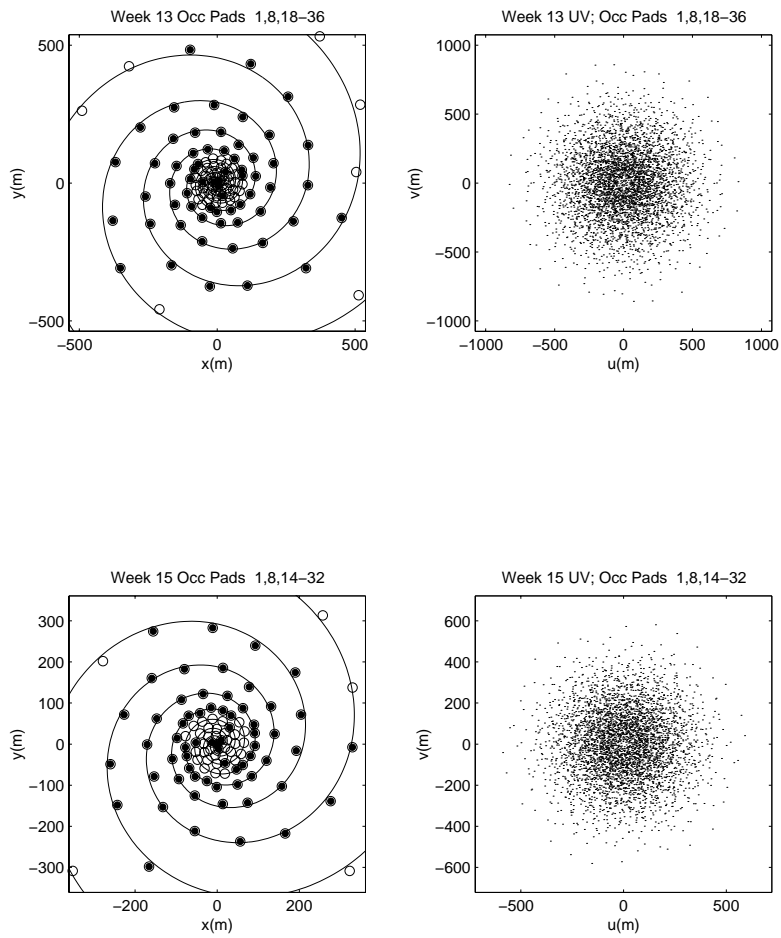 Week 13 Occ Pads 1,8,18−36
500
0
−500
y(m)
−500 0 500
x(m)
Week 13 UV; Occ Pads 1,8,18−36
1000
500
0
−500
−1000
v(m)
−1000 −500 0 500 1000
u(m)
Week 15 Occ Pads 1,8,14−32
300
200
100
0
−100
−200
−300
y(m)
−200 0 200
x(m)
Week 15 UV; Occ Pads 1,8,14−32
600
400
200
0
−200
−400
−600
v(m)
−500 0 500
u(m)